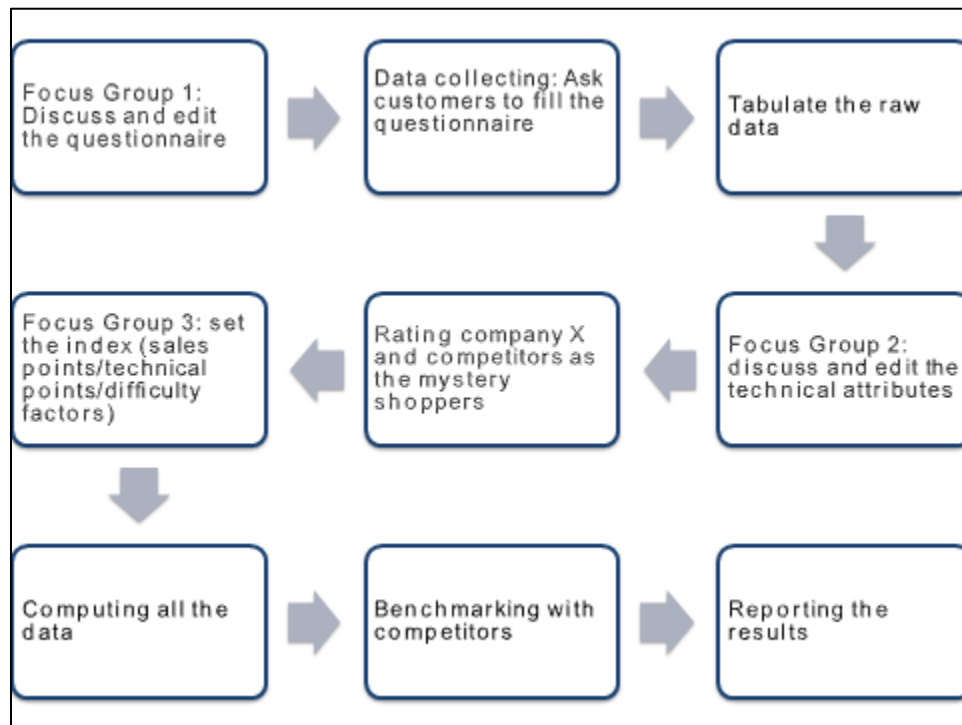 Focus Group 1:
Discuss and edit
the questionnaire
Data collecting: Ask
customers to fill the
questionnaire
Tabulate the raw
data
Focus Group 2:
discuss and edit the
technical attributes
Rating company X
and competitors as
the mystery
shoppers
Focus Group 3: set
the index (sales
points/technical
points/difficulty
factors)
Computing all the
data
Benchmarking with
competitors
Reporting the
results